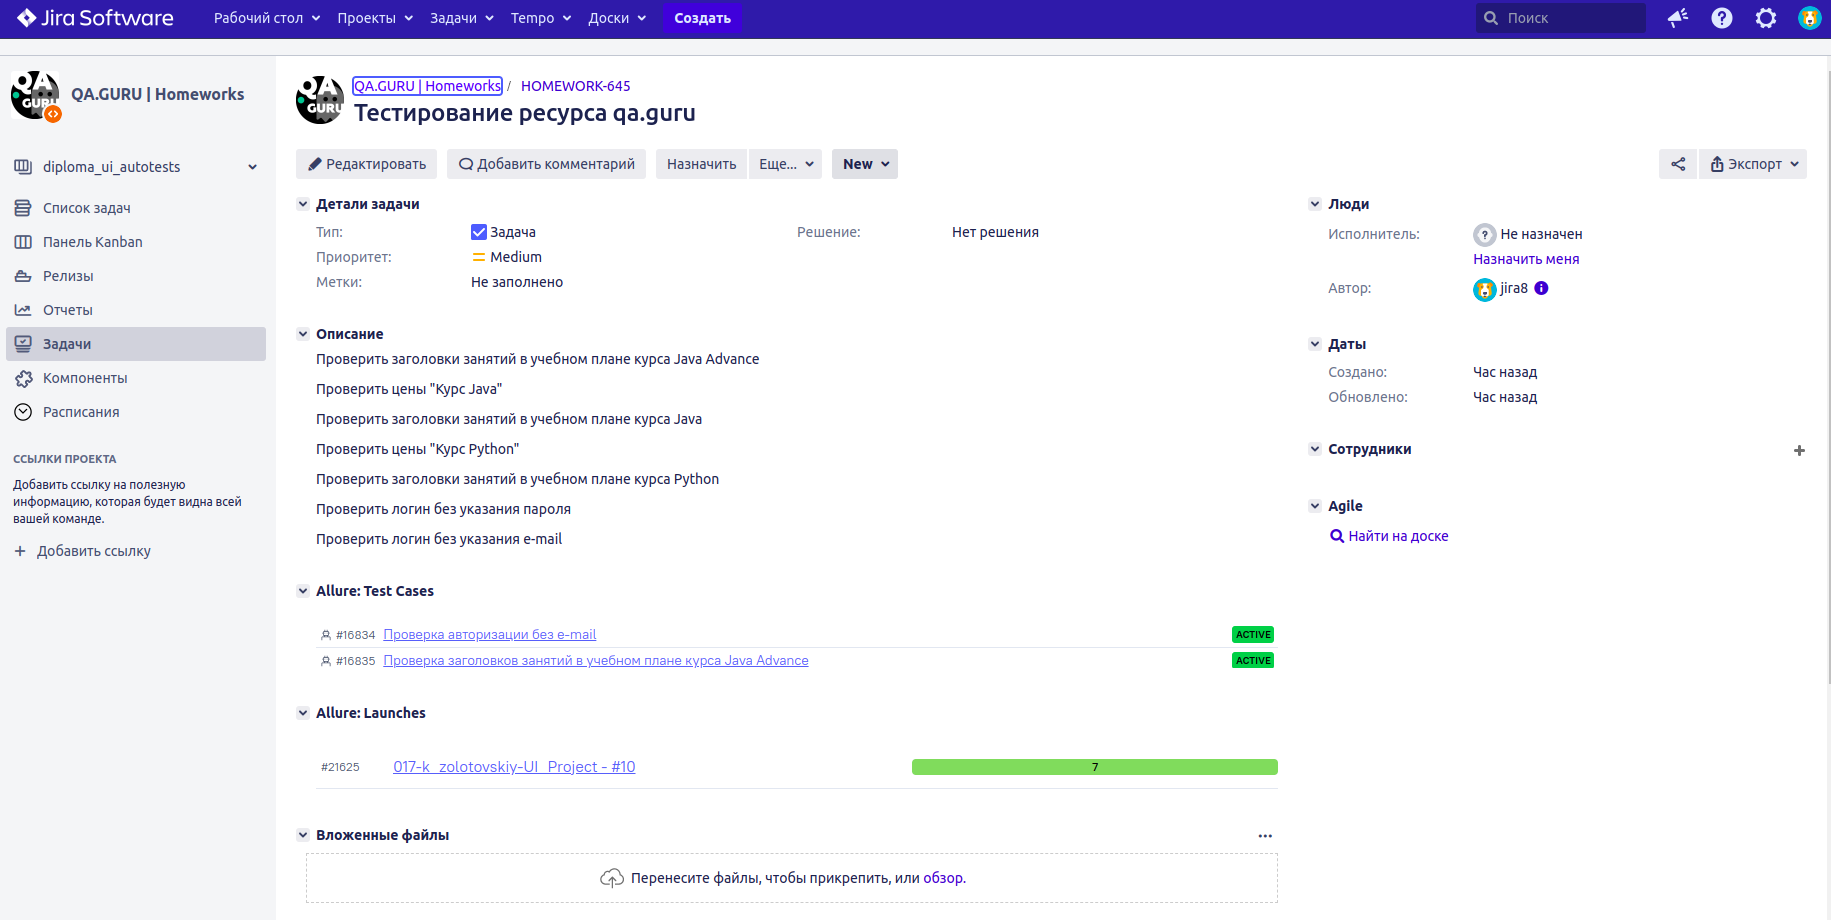 Jira Software
Рабочий стол Проекты Задачи Tempo Доски Создать Поиск
QA GURU
QA.GURU | Homeworks
diploma_ui_autotests
Список задач
Панель Kanban
Релизы
Отчеты
Задачи
Компоненты
Расписания
ССЫЛКИ ПРОЕКТА
Добавить ссылку на полезную
информацию, которая будет видна всей
вашей команде.
Добавить ссылку
QA GURU
QA.GURU | Homeworks / HOMEWORK-645
Тестирование ресурса qa.guru
Редактировать Добавить комментарий Назначить Еще... New Экспорт
Детали задачи
Тип: Задача Решение: Нет решения
Приоритет: Medium
Метки: Не заполнено
Описание
Проверить заголовки занятий в учебном плане курса Java Advance
Проверить цены "Курс Java"
Проверить заголовки занятий в учебном плане курса Java
Проверить цены "Курс Python"
Проверить заголовки занятий в учебном плане курса Python
Проверить логин без указания пароля
Проверить логин без указания e-mail
Allure: Test Cases
#16834 Проверка авторизации без e-mail ACTIVE
#16835 Проверка заголовков занятий в учебном плане курса Java Advance ACTIVE
Allure: Launches
#21625 017-k_zolotovskiy-UI_Project - #10 7
Вложенные файлы
Перенесите файлы, чтобы прикрепить, или обзор.
Люди
Исполнитель: Не назначен
Назначить меня
Автор: jira8
Даты
Создано: Час назад
Обновлено: Час назад
Сотрудники
Agile
Найти на доске